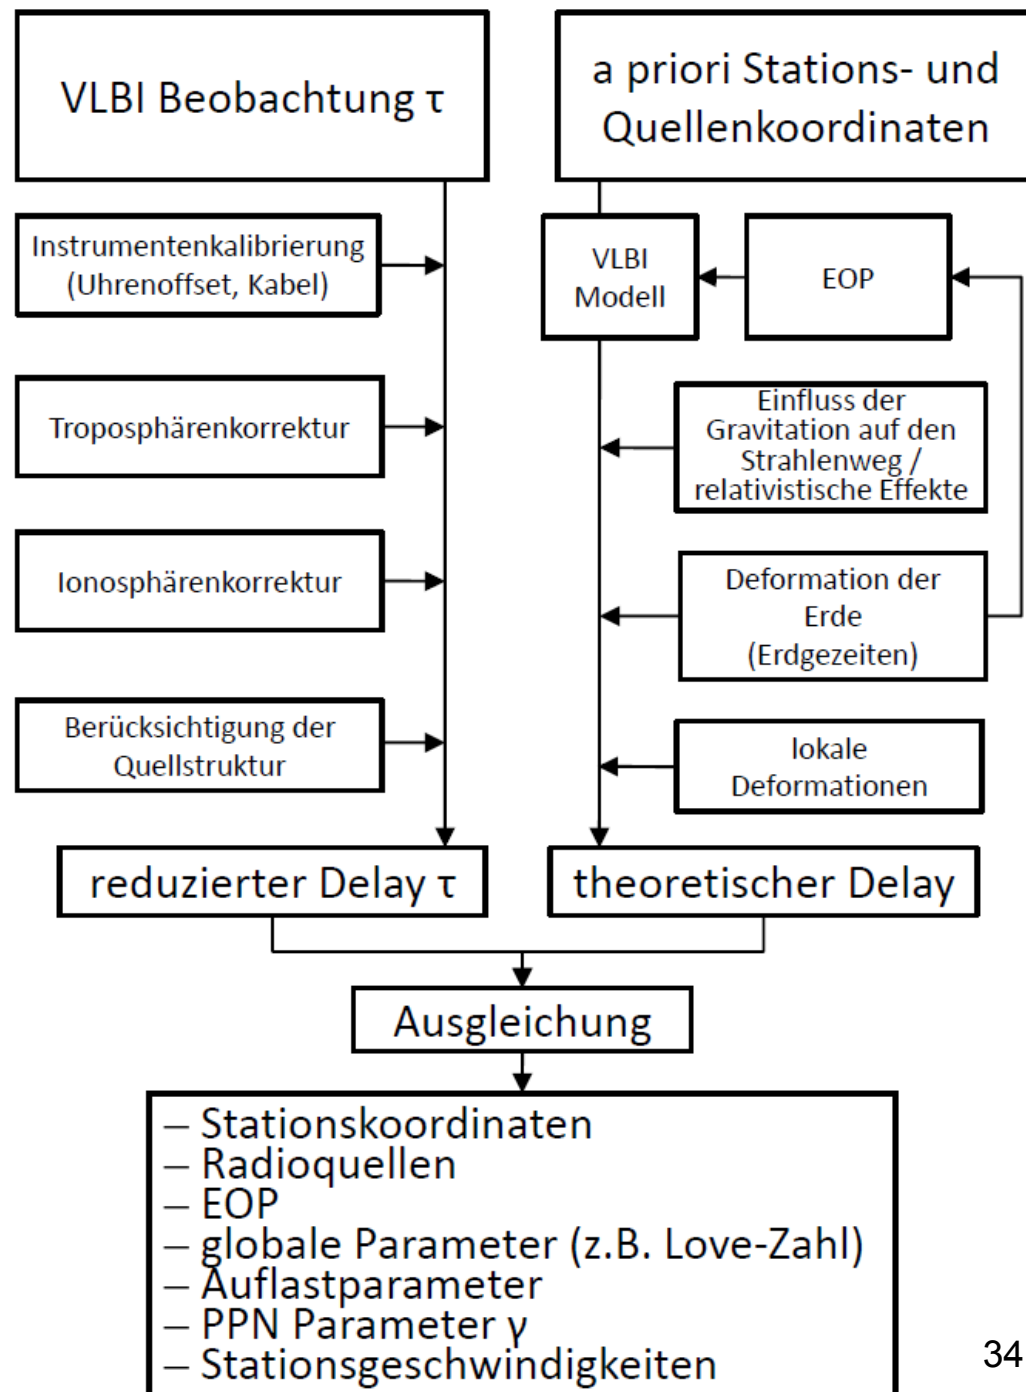 VLBI Beobachtung τ
a priori Stations- und
Quellenkoordinaten
Instrumentenkalibrierung
(Uhrenoffset, Kabel)
VLBI
Modell
EOP
Troposphärenkorrektur
Einfluss der
Gravitation auf den
Strahlenweg /
relativistische Effekte
Ionosphärenkorrektur
Deformation der
Erde
(Erdgezeiten)
Berücksichtigung der
Quellstruktur
lokale
Deformationen
reduzierter Delay τ
theoretischer Delay
Ausgleichung
– Stationskoordinaten
– Radioquellen
– EOP
– globale Parameter (z.B. Love-Zahl)
– Auflastparameter
– PPN Parameter γ
– Stationsgeschwindigkeiten
34